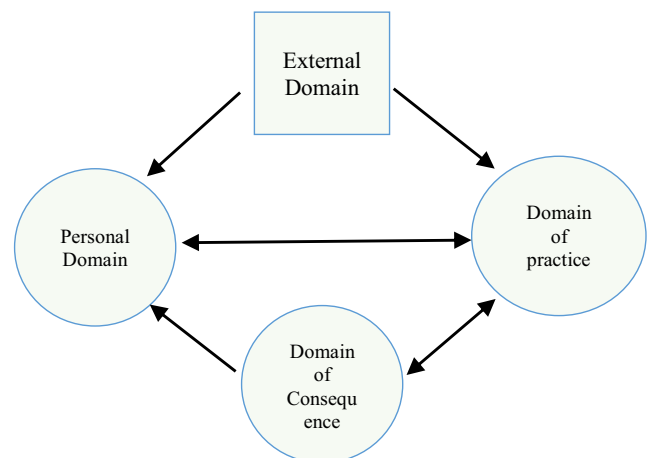 External
Domain
Personal
Domain
Domain
of
practice
Domain
of
Consequ
ence